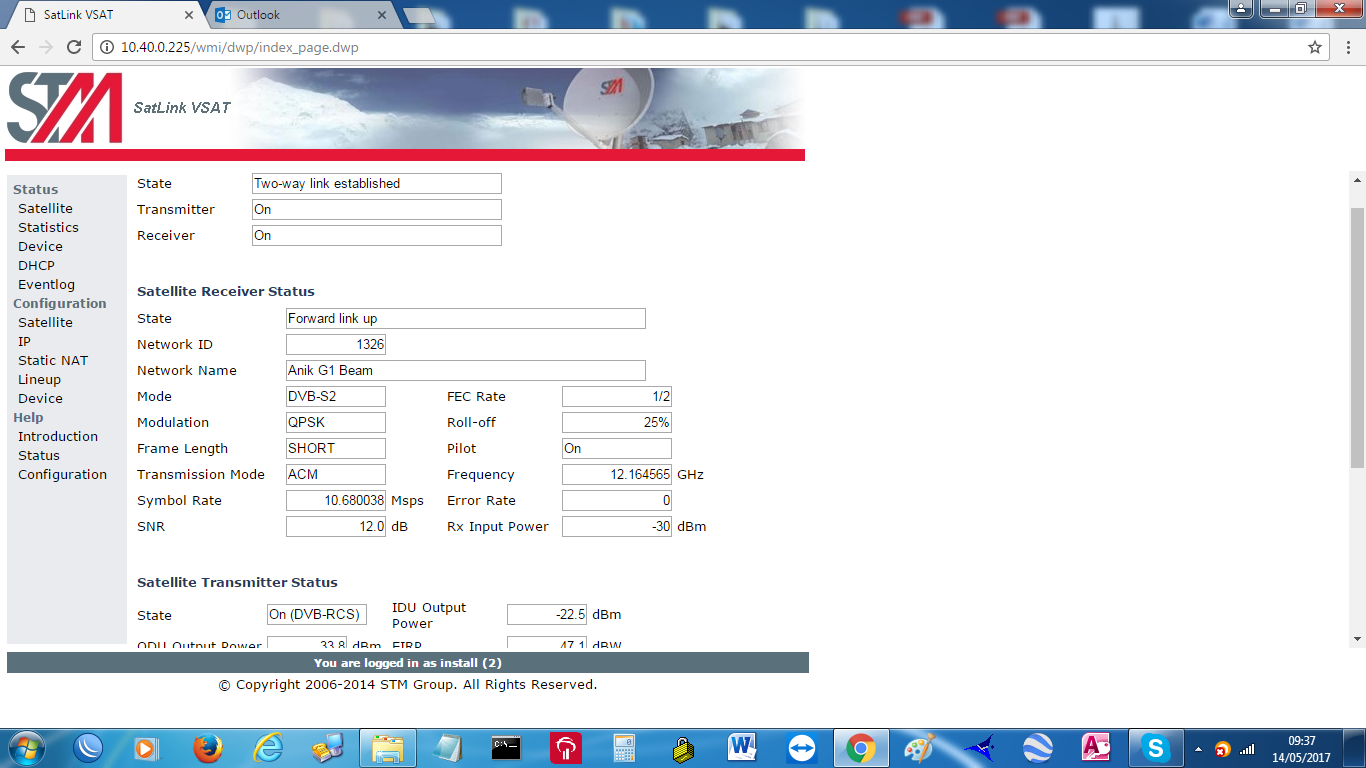 SatLink VSAT
Outlook
10.40.0.225/wmi/dwp/index_page.dwp
STM
SatLink VSAT
STM
Status
Satellite
Statistics
Device
DHCP
Eventlog
Configuration
Satellite
IP
Static NAT
Lineup
Device
Help
Introduction
Status
Configuration
State Two-way link established
Transmitter On
Receiver On
Satellite Receiver Status
State Forward link up
Network ID 1326
Network Name Anik G1 Beam
Mode DVB-S2 FEC Rate 1/2
Modulation QPSK Roll-off 25%
Frame Length SHORT Pilot On
Transmission Mode ACM Frequency 12.164565 GHz
Symbol Rate 10.680038 Msps Error Rate 0
SNR 12.0 dB Rx Input Power -30 dBm
Satellite Transmitter Status
State On (DVB-RCS) IDU Output Power -22.5 dBm
ODU Output Power 33.8 dBm EIRP 47.1 dBW
You are logged in as install (2)
© Copyright 2006-2014 STM Group. All Rights Reserved.
09:37
14/05/2017